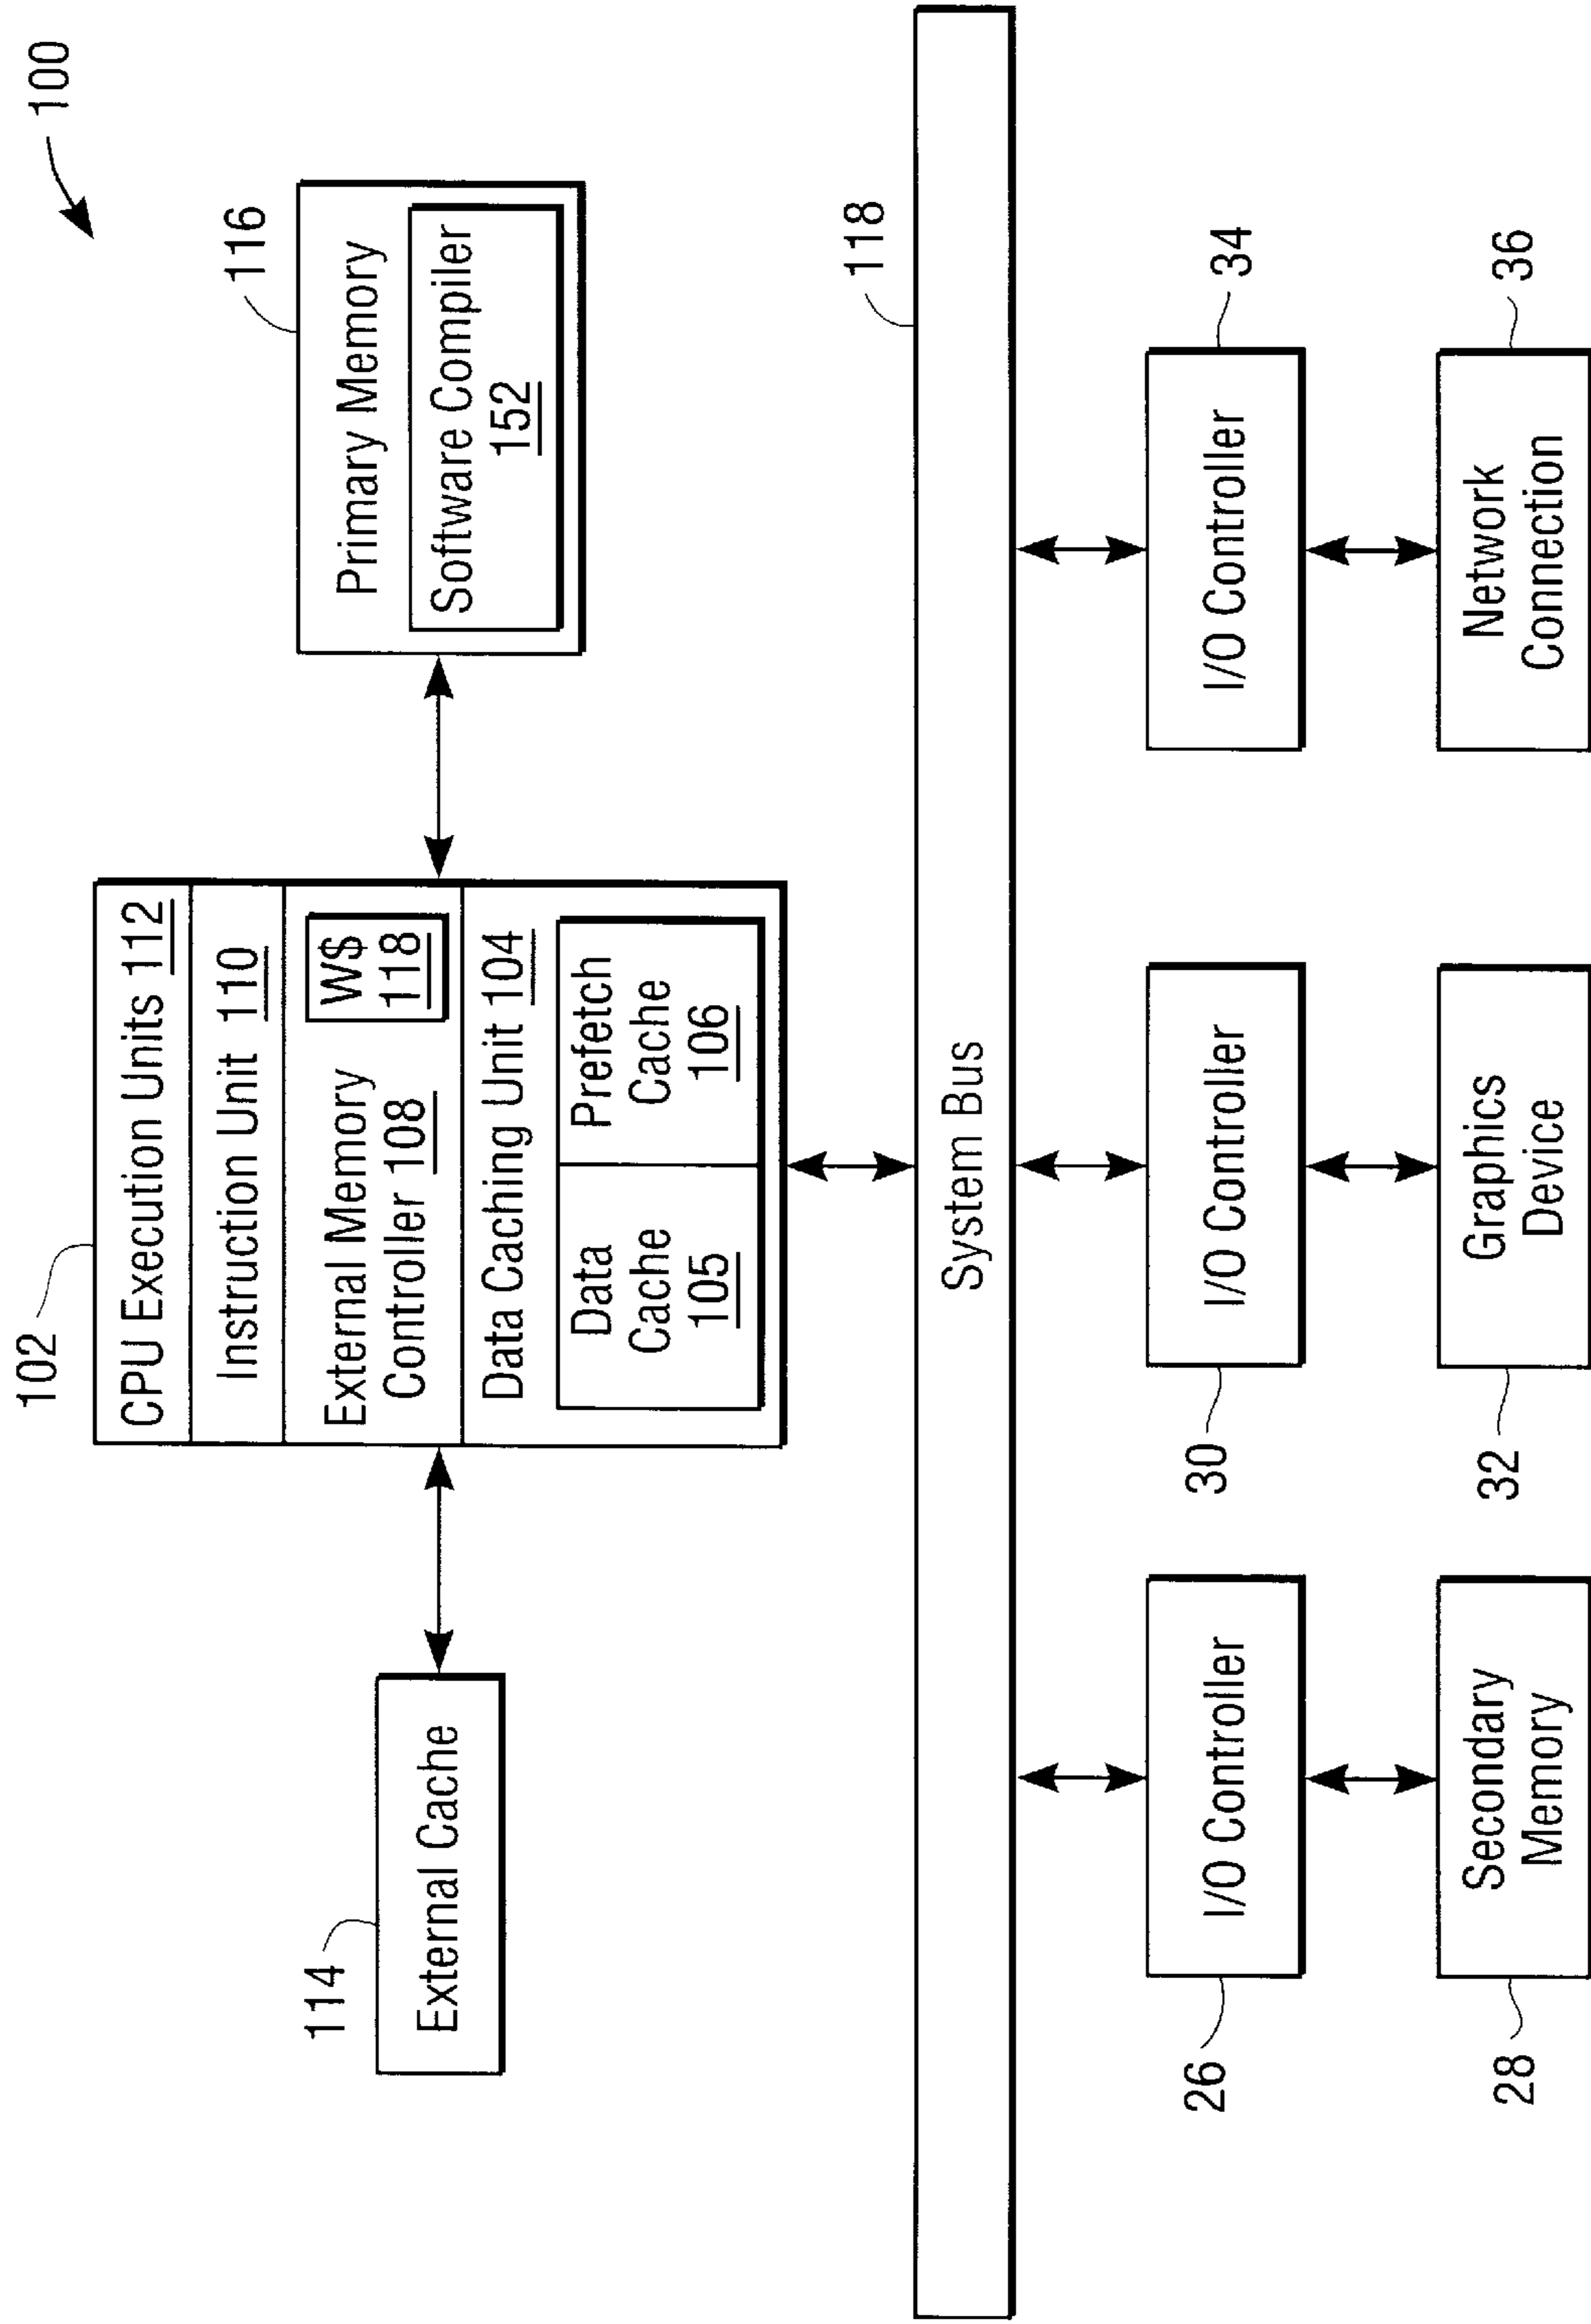 100
102
CPU Execution Units 112
Instruction Unit 110
External Memory
Controller 108
W$
118
Data Caching Unit 104
Data
Cache
105
Prefetch
Cache
106
114
External Cache
116
Primary Memory
Software Compiler
152
118
System Bus
26
I/O Controller
30
I/O Controller
I/O Controller
34
28
Secondary
Memory
32
Graphics
Device
Network
Connection
36